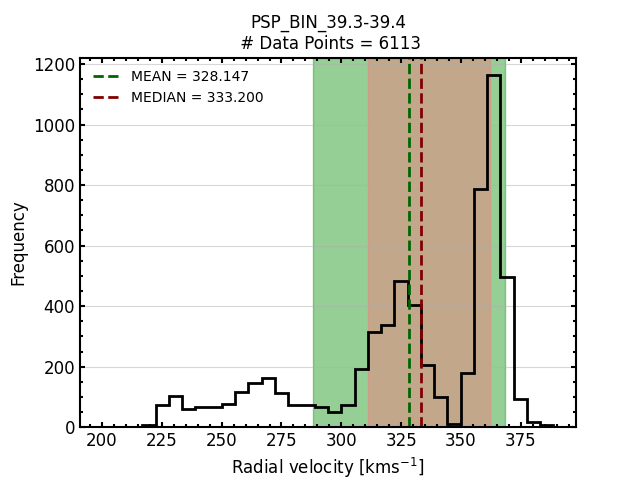 PSP_BIN_39.3-39.4
# Data Points = 6113
MEAN = 328.147
MEDIAN = 333.200
Frequency
1200
1000
800
600
400
200
0
200 225 250 275 300 325 350 375
Radial velocity [kms⁻¹]